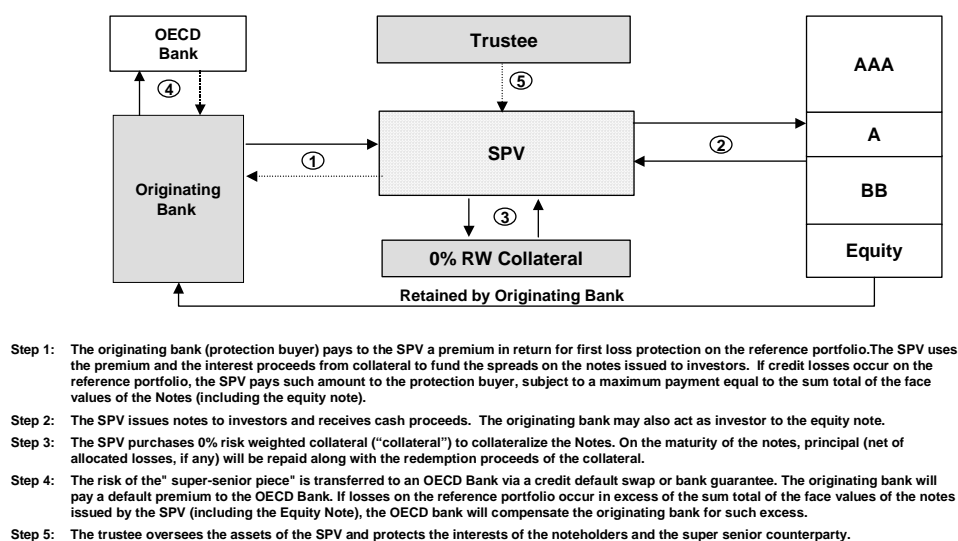 OECD
Bank
Trustee
AAA
4
5
A
1
SPV
2
Originating
Bank
BB
3
0% RW Collateral
Equity
Retained by Originating Bank
Step 1: The originating bank (protection buyer) pays to the SPV a premium in return for first loss protection on the reference portfolio.The SPV uses
the premium and the interest proceeds from collateral to fund the spreads on the notes issued to investors. If credit losses occur on the
reference portfolio, the SPV pays such amount to the protection buyer, subject to a maximum payment equal to the sum total of the face
values of the Notes (including the equity note).
Step 2: The SPV issues notes to investors and receives cash proceeds. The originating bank may also act as investor to the equity note.
Step 3: The SPV purchases 0% risk weighted collateral (“collateral”) to collateralize the Notes. On the maturity of the notes, principal (net of
allocated losses, if any) will be repaid along with the redemption proceeds of the collateral.
Step 4: The risk of the" super-senior piece" is transferred to an OECD Bank via a credit default swap or bank guarantee. The originating bank will
pay a default premium to the OECD Bank. If losses on the reference portfolio occur in excess of the sum total of the face values of the notes
issued by the SPV (including the Equity Note), the OECD bank will compensate the originating bank for such excess.
Step 5: The trustee oversees the assets of the SPV and protects the interests of the noteholders and the super senior counterparty.